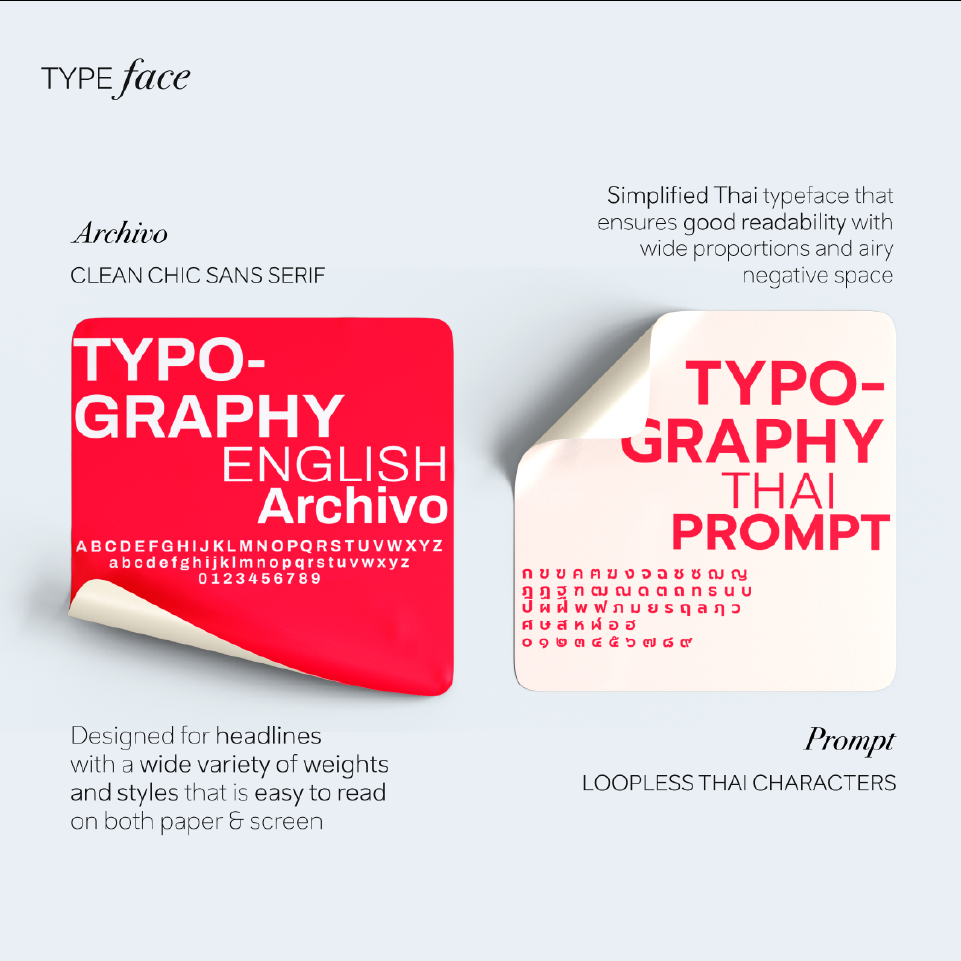 TYPE face
Archivo
CLEAN CHIC SANS SERIF
TYPO-
GRAPHY
ENGLISH
Archivo
ABCDEFGHIJKLMNOPQRSTUVWXYZ
abcdefghijklmnopqrstuvwxyz
0123456789
Designed for headlines
with a wide variety of weights
and styles that is easy to read
on both paper & screen
Simplified Thai typeface that
ensures good readability with
wide proportions and airy
negative space
TYPO-
GRAPHY
THAI
PROMPT
ก ข ฃ ค ฅ ฆ ง จ ฉ ช ซ ฌ ญ
ฎ ฏ ฐ ฑ ฒ ณ ด ต ถ ท ธ น บ
ป ผ ฝ พ ฟ ภ ม ย ร ฤ ล ฦ ว
ศ ษ ส ห ฬ อ ฮ
๐ ๑ ๒ ๓ ๔ ๕ ๖ ๗ ๘ ๙
Prompt
LOOPLESS THAI CHARACTERS